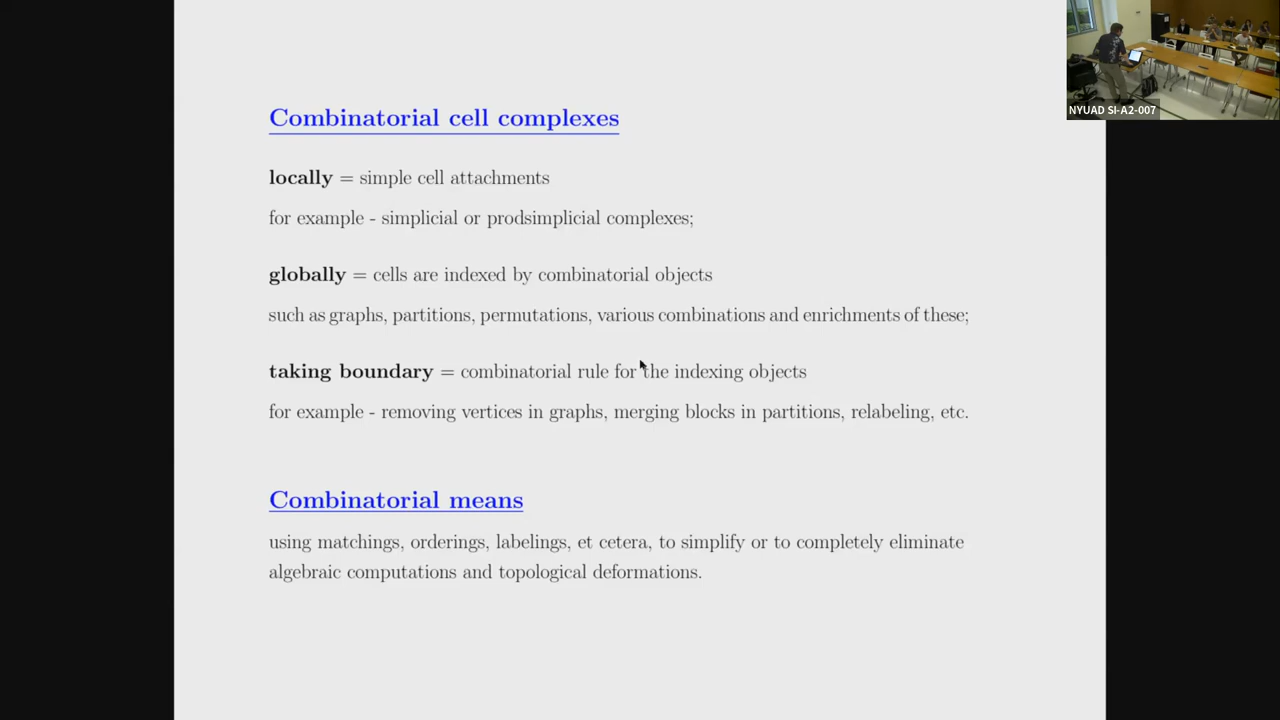 Combinatorial cell complexes
locally = simple cell attachments
for example - simplicial or prodsimplicial complexes;
globally = cells are indexed by combinatorial objects
such as graphs, partitions, permutations, various combinations and enrichments of these;
taking boundary = combinatorial rule for the indexing objects
for example - removing vertices in graphs, merging blocks in partitions, relabeling, etc.
Combinatorial means
using matchings, orderings, labelings, et cetera, to simplify or to completely eliminate
algebraic computations and topological deformations.
NYUAD SI-A2-007